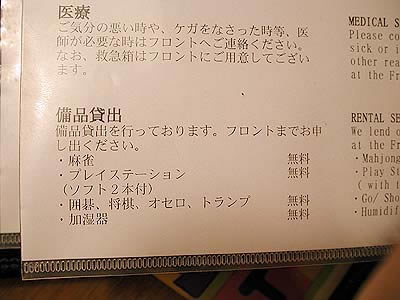 医療
ご気分の悪い時や、ケガをなさった時等、医
師が必要な時はフロントへご連絡ください。
なお、救急箱はフロントにご用意してござい
ます。
備品貸出
備品貸出を行っております。フロントまでお申
し出ください。
・麻雀 無料
・プレイステーション 無料
（ソフト２本付）
・囲碁、将棋、オセロ、トランプ 無料
・加湿器 無料
MEDICAL S
Please co
sick or i
other rea
at the Fr
RENTAL SE
We lend o
at the Fr
・Mahjong
・Play St
( with t
・Go/ Sho
・Humidif